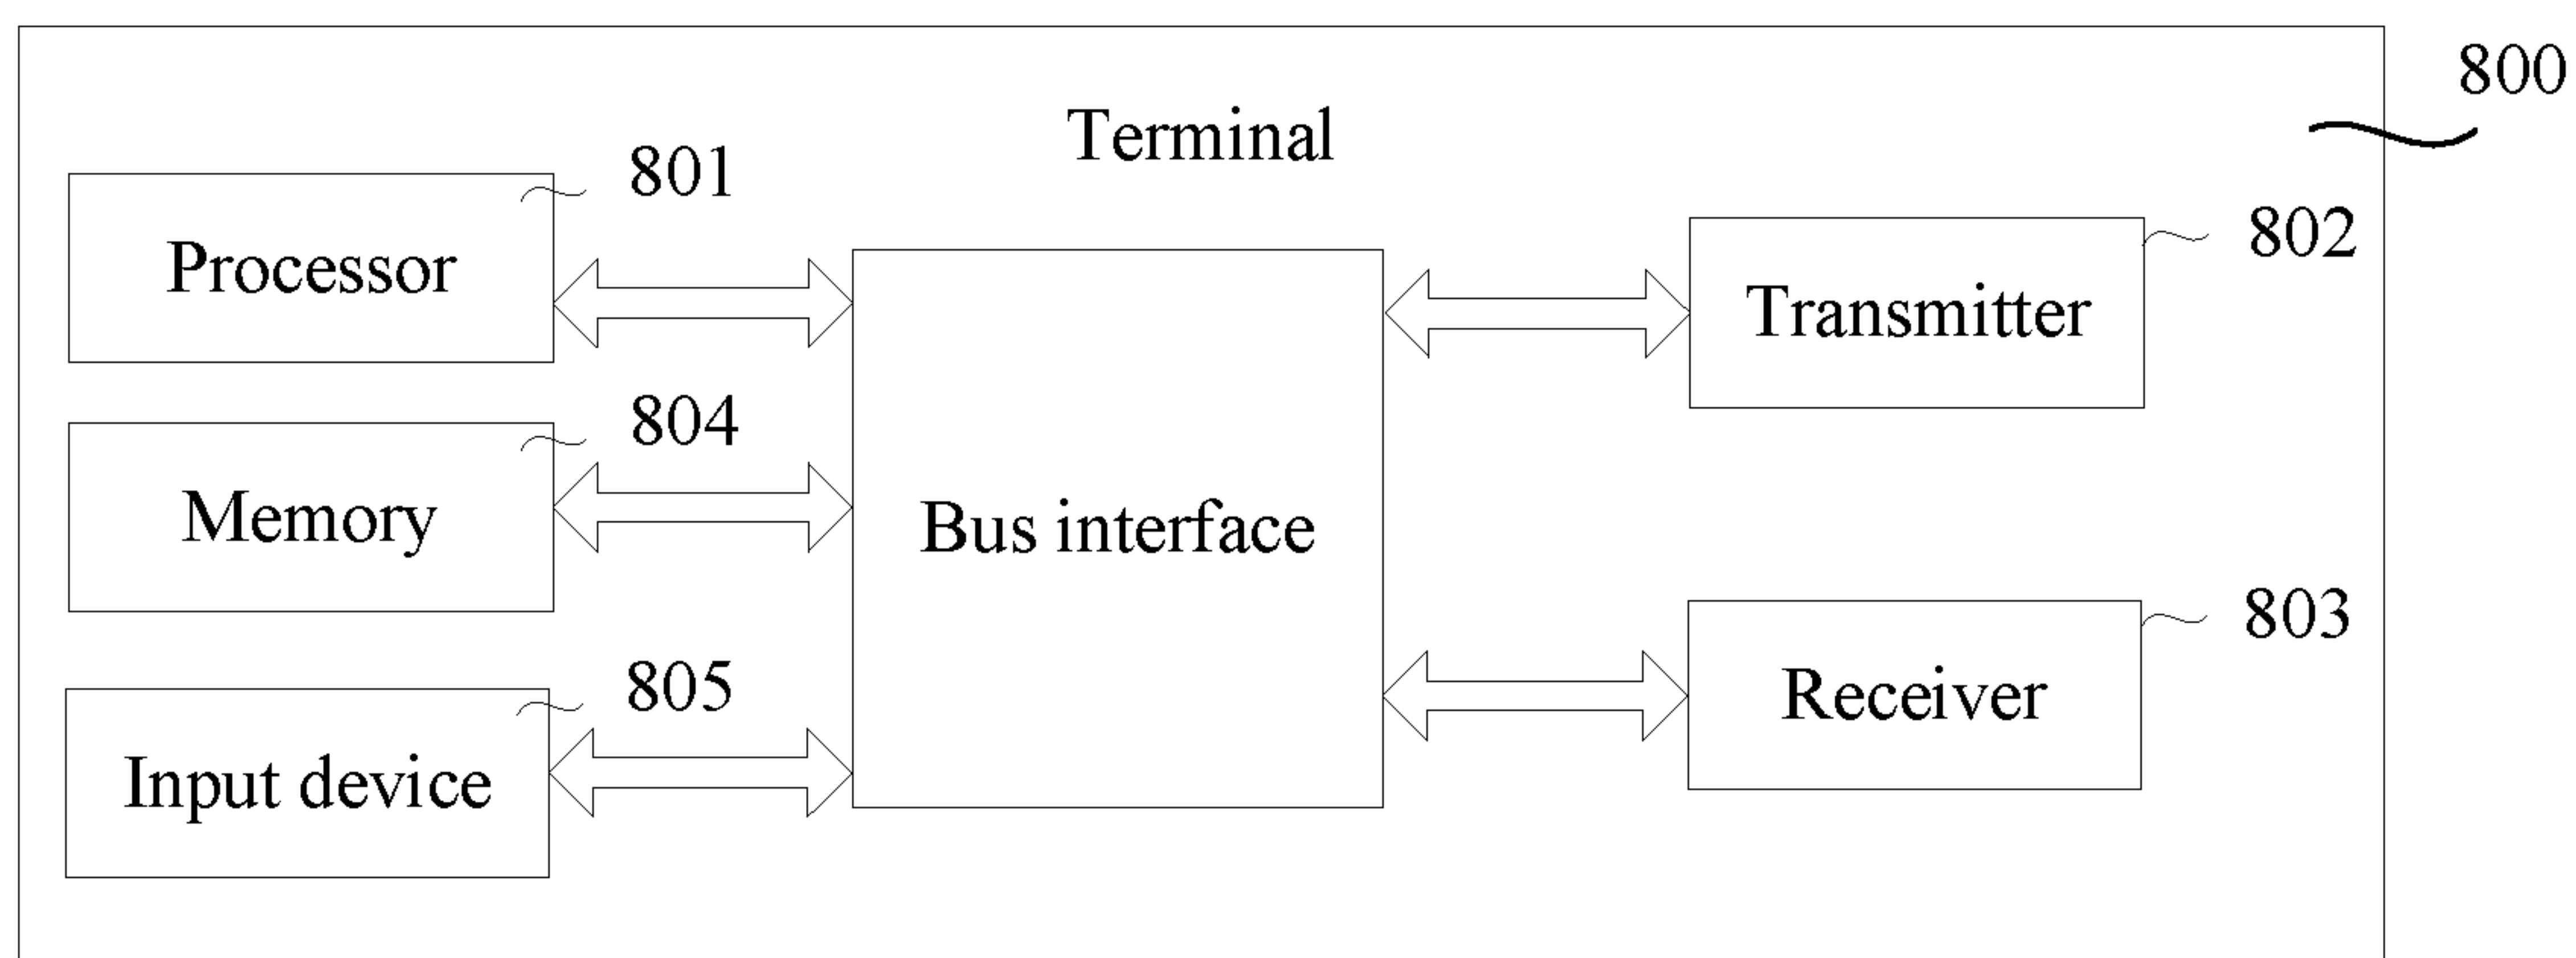 800
Terminal
801
802
Processor
Transmitter
804
Memory
Bus interface
803
805
Receiver
Input device